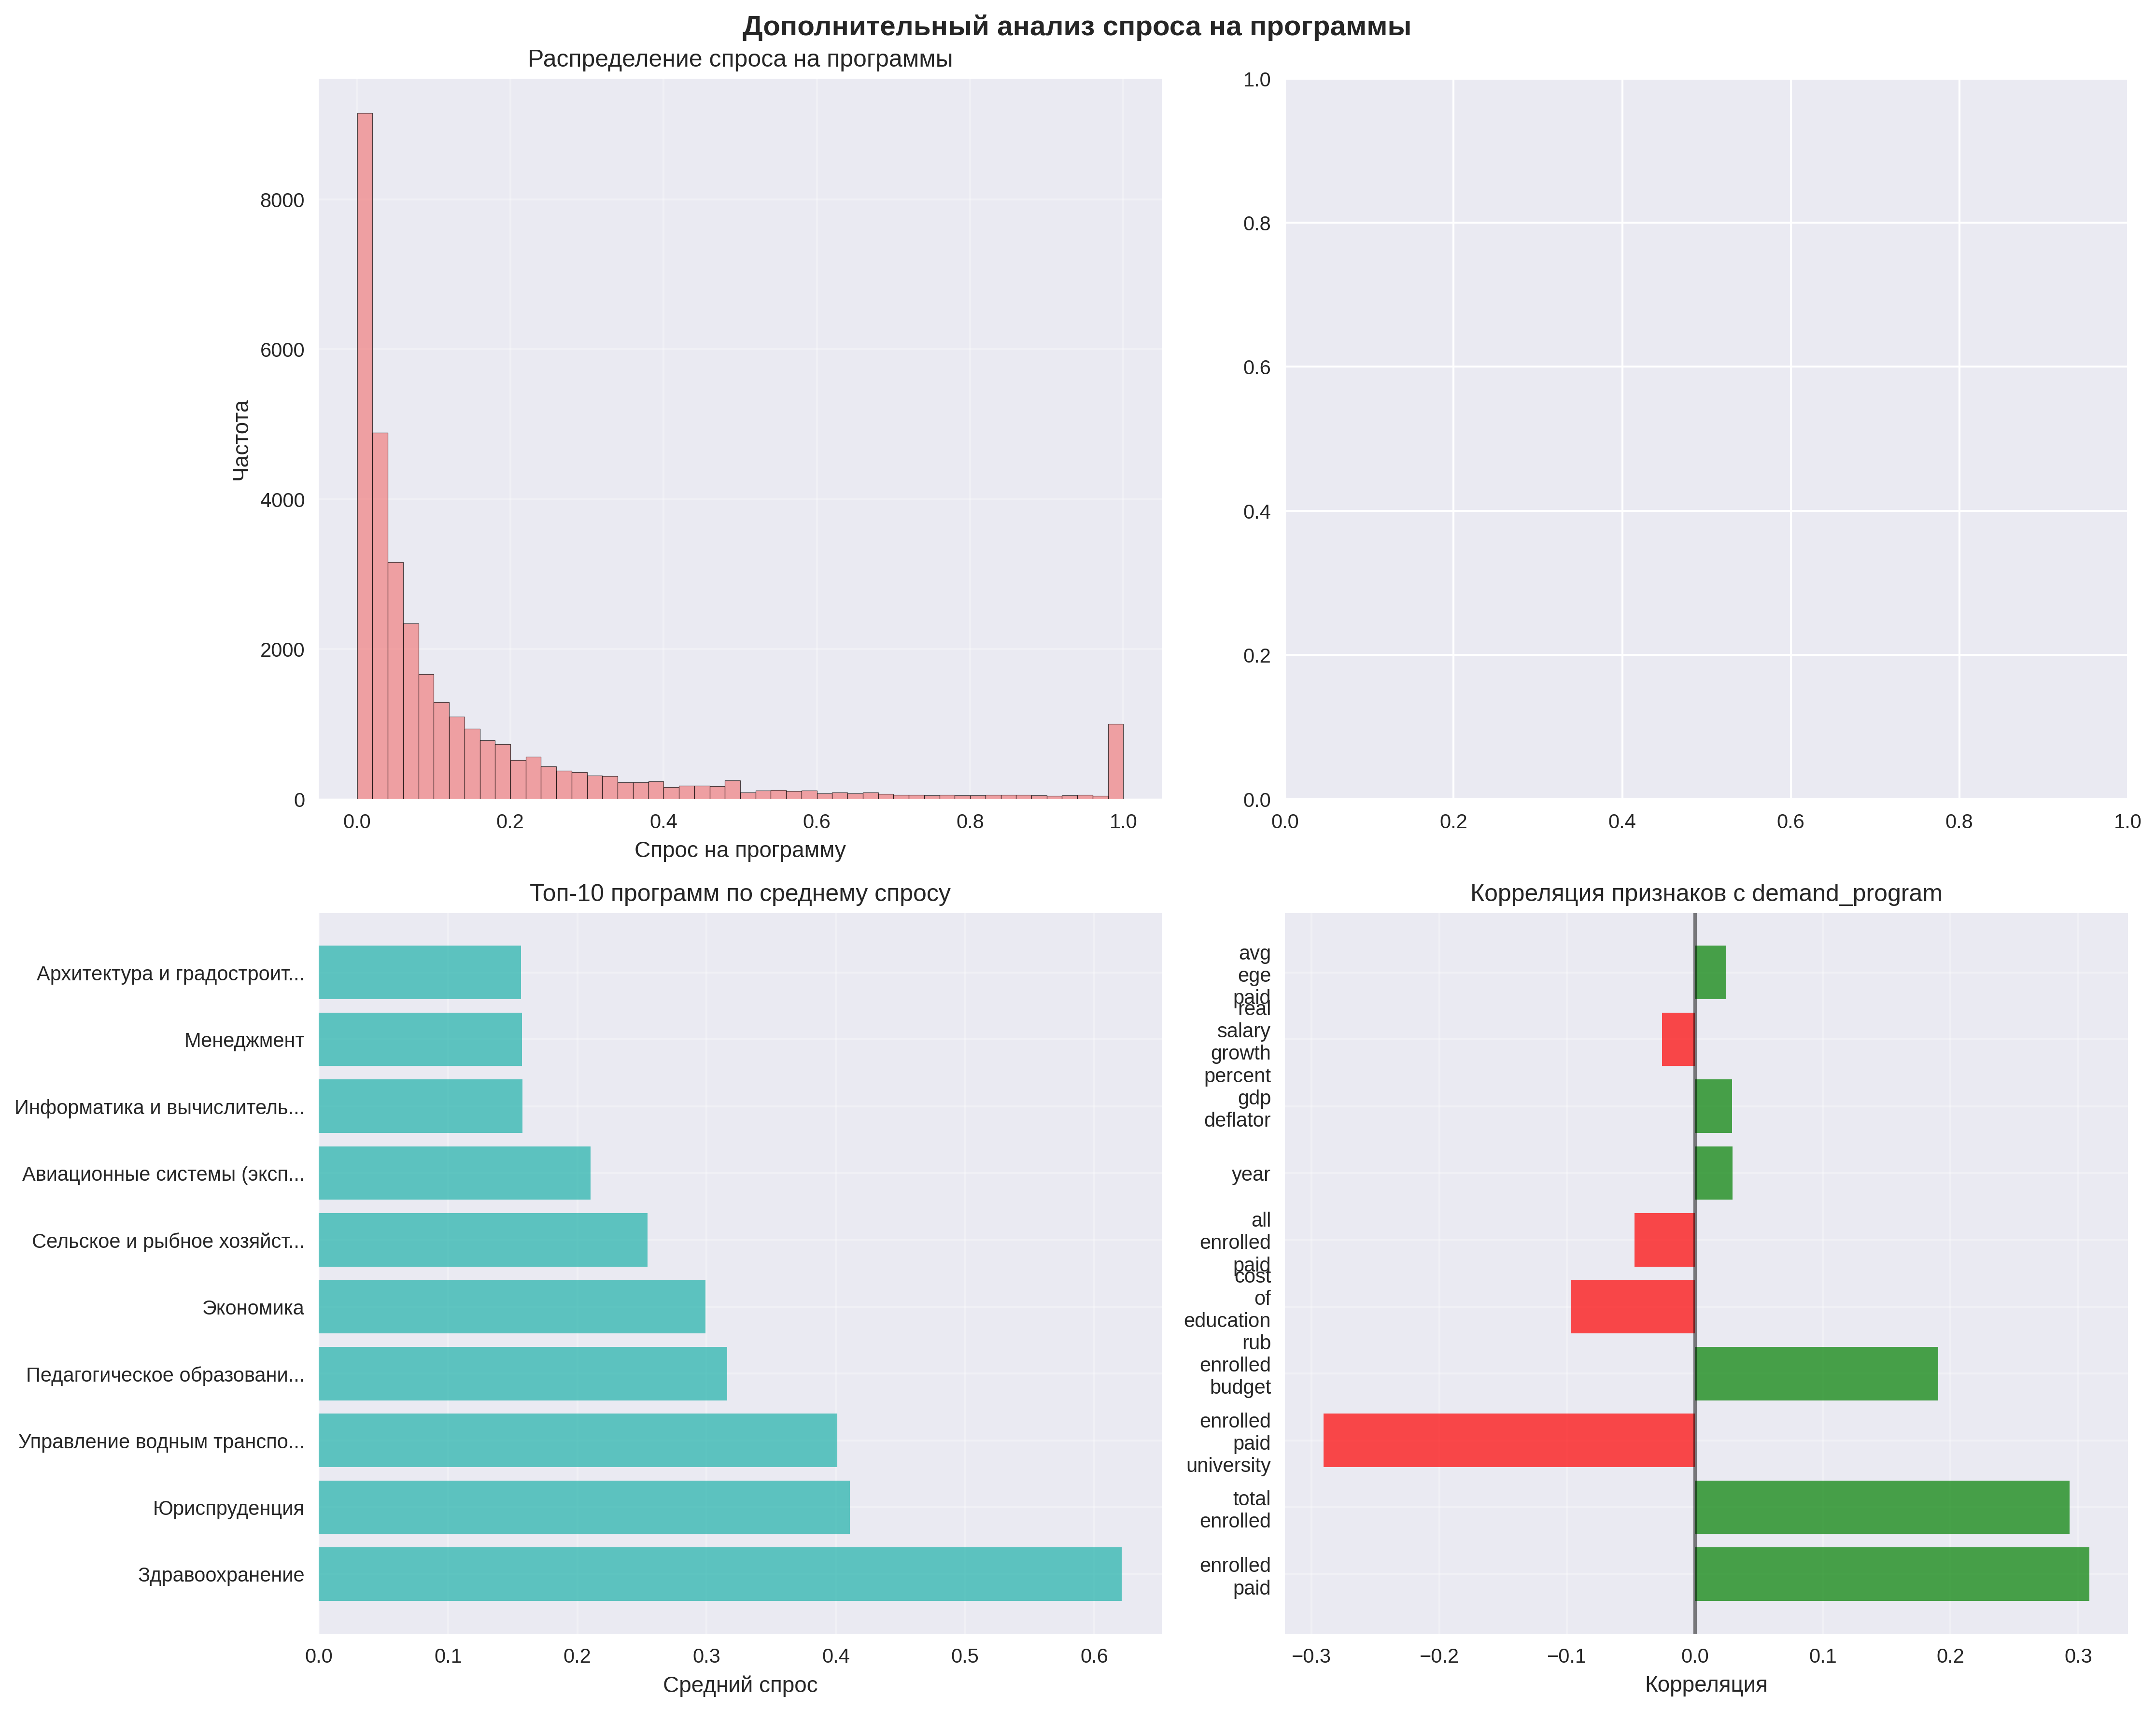 Дополнительный анализ спроса на программы
Распределение спроса на программы
Частота
8000
6000
4000
2000
0
0.0 0.2 0.4 0.6 0.8 1.0
Спрос на программу
1.0
0.8
0.6
0.4
0.2
0.0
0.0 0.2 0.4 0.6 0.8 1.0
Топ-10 программ по среднему спросу
Архитектура и градостроит...
Менеджмент
Информатика и вычислитель...
Авиационные системы (эксп...
Сельское и рыбное хозяйст...
Экономика
Педагогическое образовани...
Управление водным транспо...
Юриспруденция
Здравоохранение
0.0 0.1 0.2 0.3 0.4 0.5 0.6
Средний спрос
Корреляция признаков с demand_program
avg
ege
paid
real
salary
growth
percent
gdp
deflator
year
all
enrolled
paid
cost
of
education
rub
enrolled
budget
enrolled
paid
university
total
enrolled
enrolled
paid
−0.3 −0.2 −0.1 0.0 0.1 0.2 0.3
Корреляция